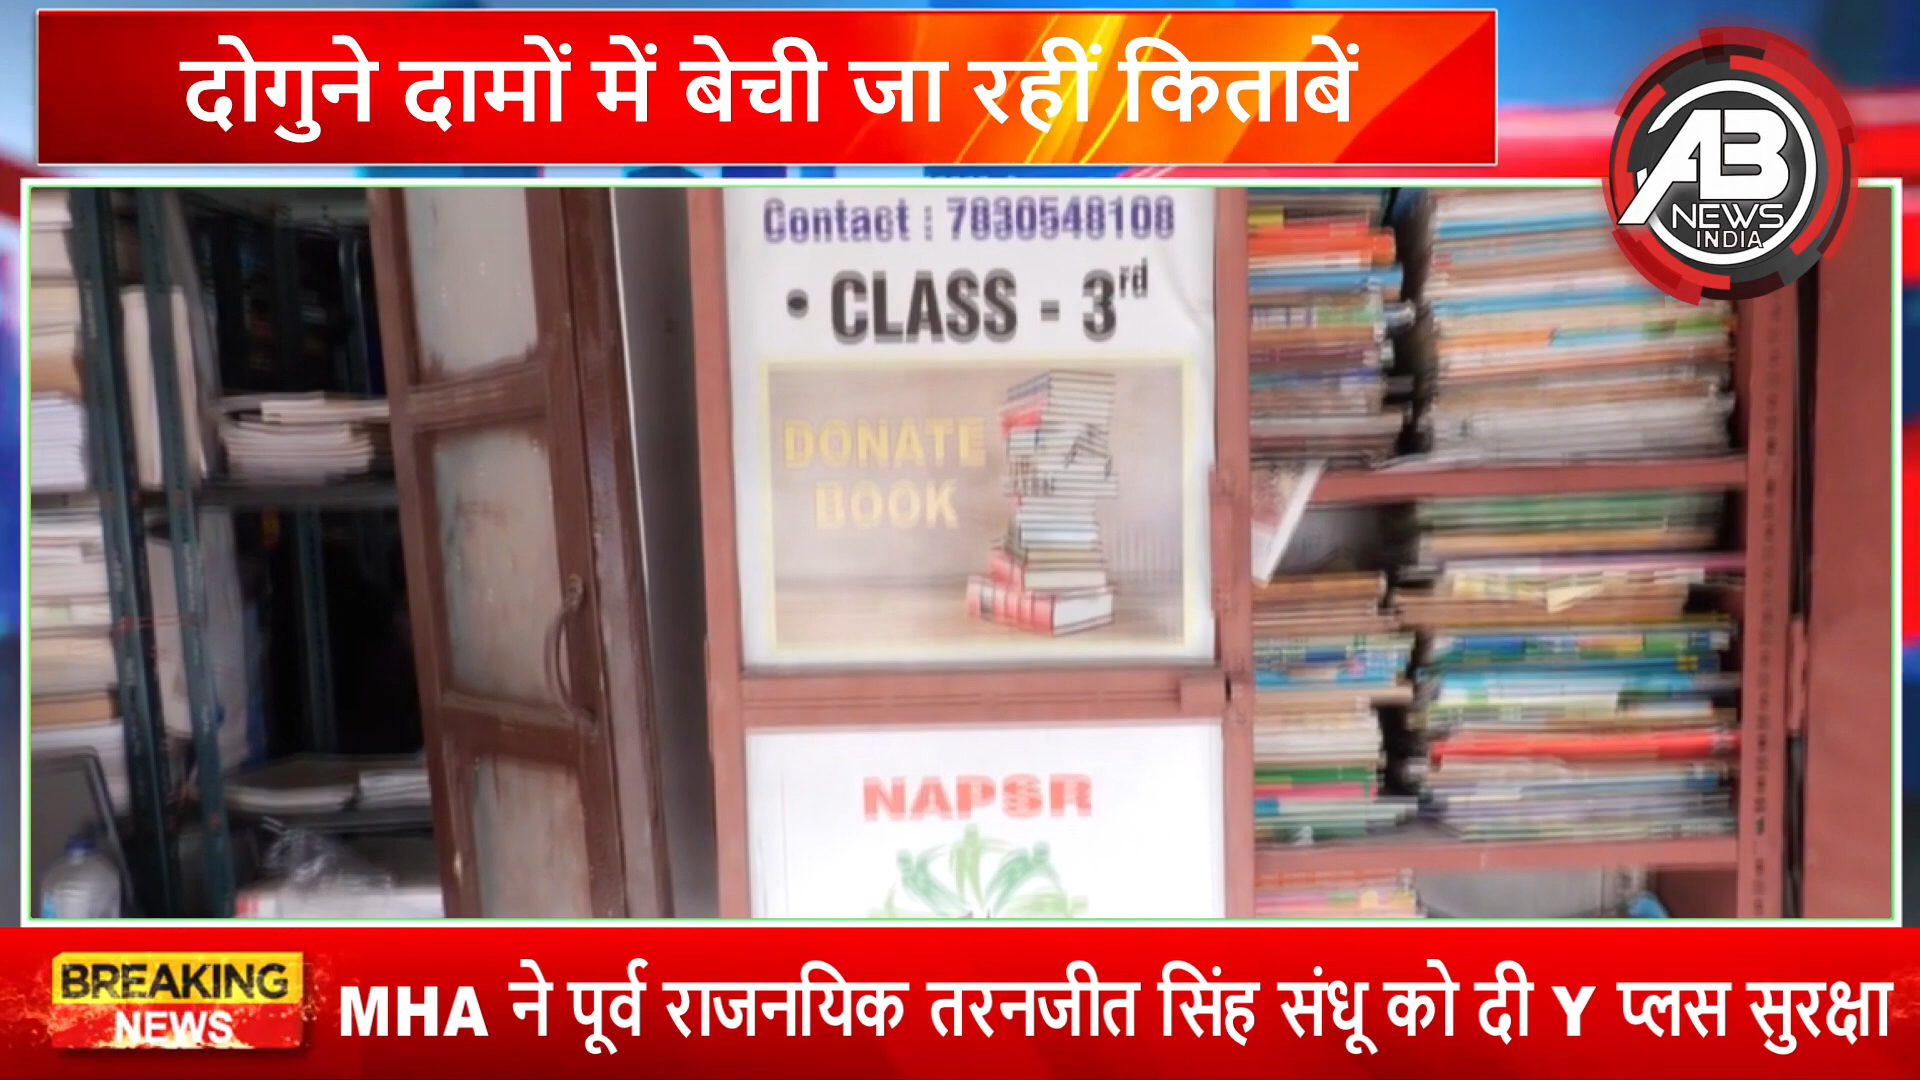 दोगुने दामों में बेची जा रहीं किताबें
AB
NEWS
INDIA
Contact : 7830548108
• CLASS - 3rd
DONATE
BOOK
NAPSR
BREAKING
NEWS
MHA ने पूर्व राजनयिक तरनजीत सिंह संधू को दी Y प्लस सुरक्षा